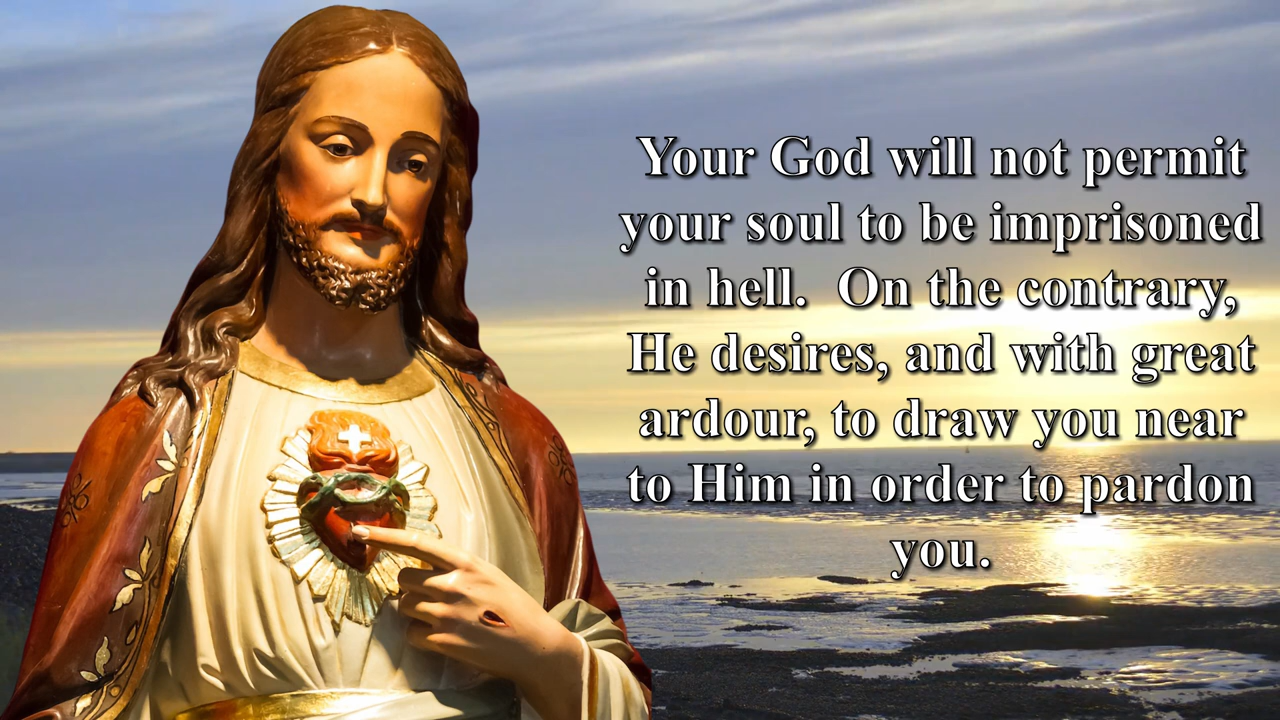 Your God will not permit
your soul to be imprisoned
in hell.  On the contrary,
He desires, and with great
ardour, to draw you near
to Him in order to pardon
you.